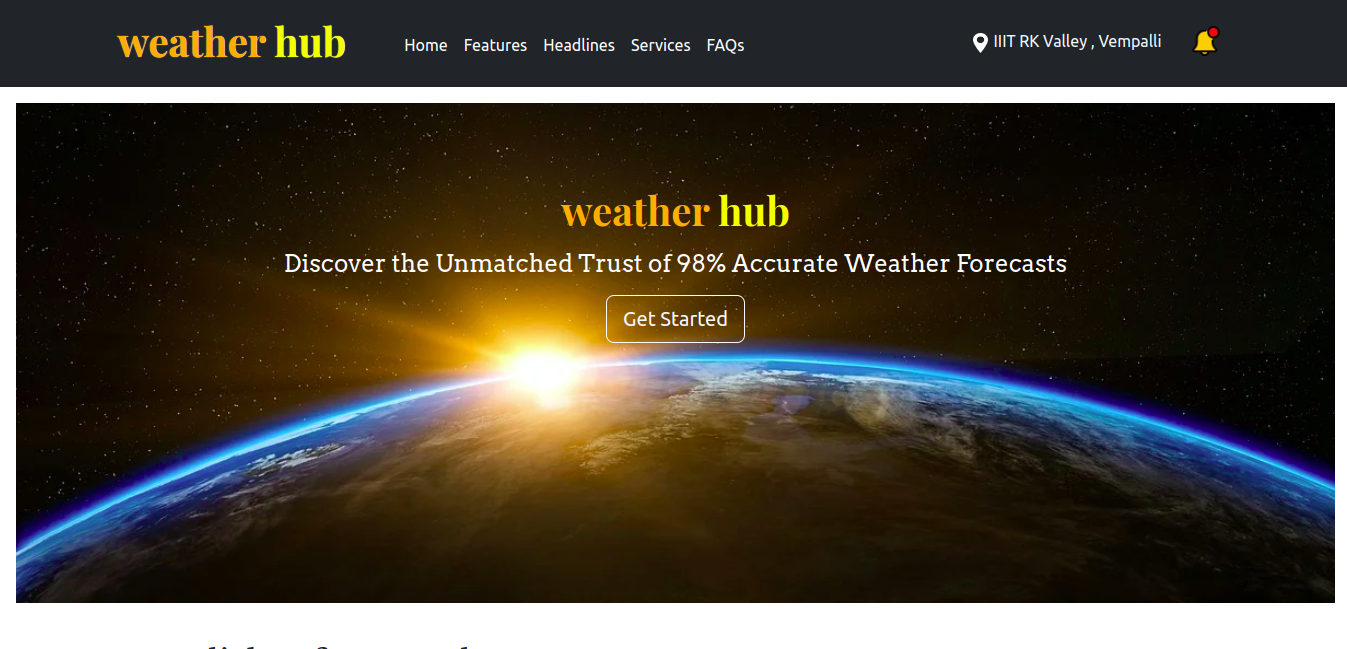 weather hub
Home Features Headlines Services FAQs
IIIT RK Valley , Vempalli
weather hub
Discover the Unmatched Trust of 98% Accurate Weather Forecasts
Get Started